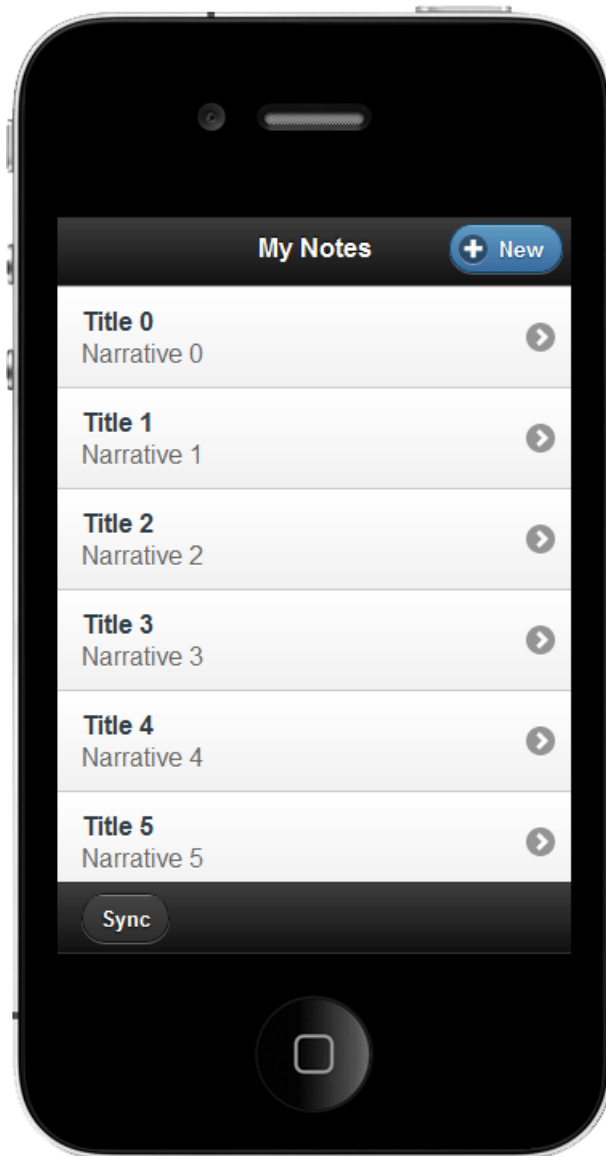 My Notes
New
Title 0
Narrative 0
Title 1
Narrative 1
Title 2
Narrative 2
Title 3
Narrative 3
Title 4
Narrative 4
Title 5
Narrative 5
Sync